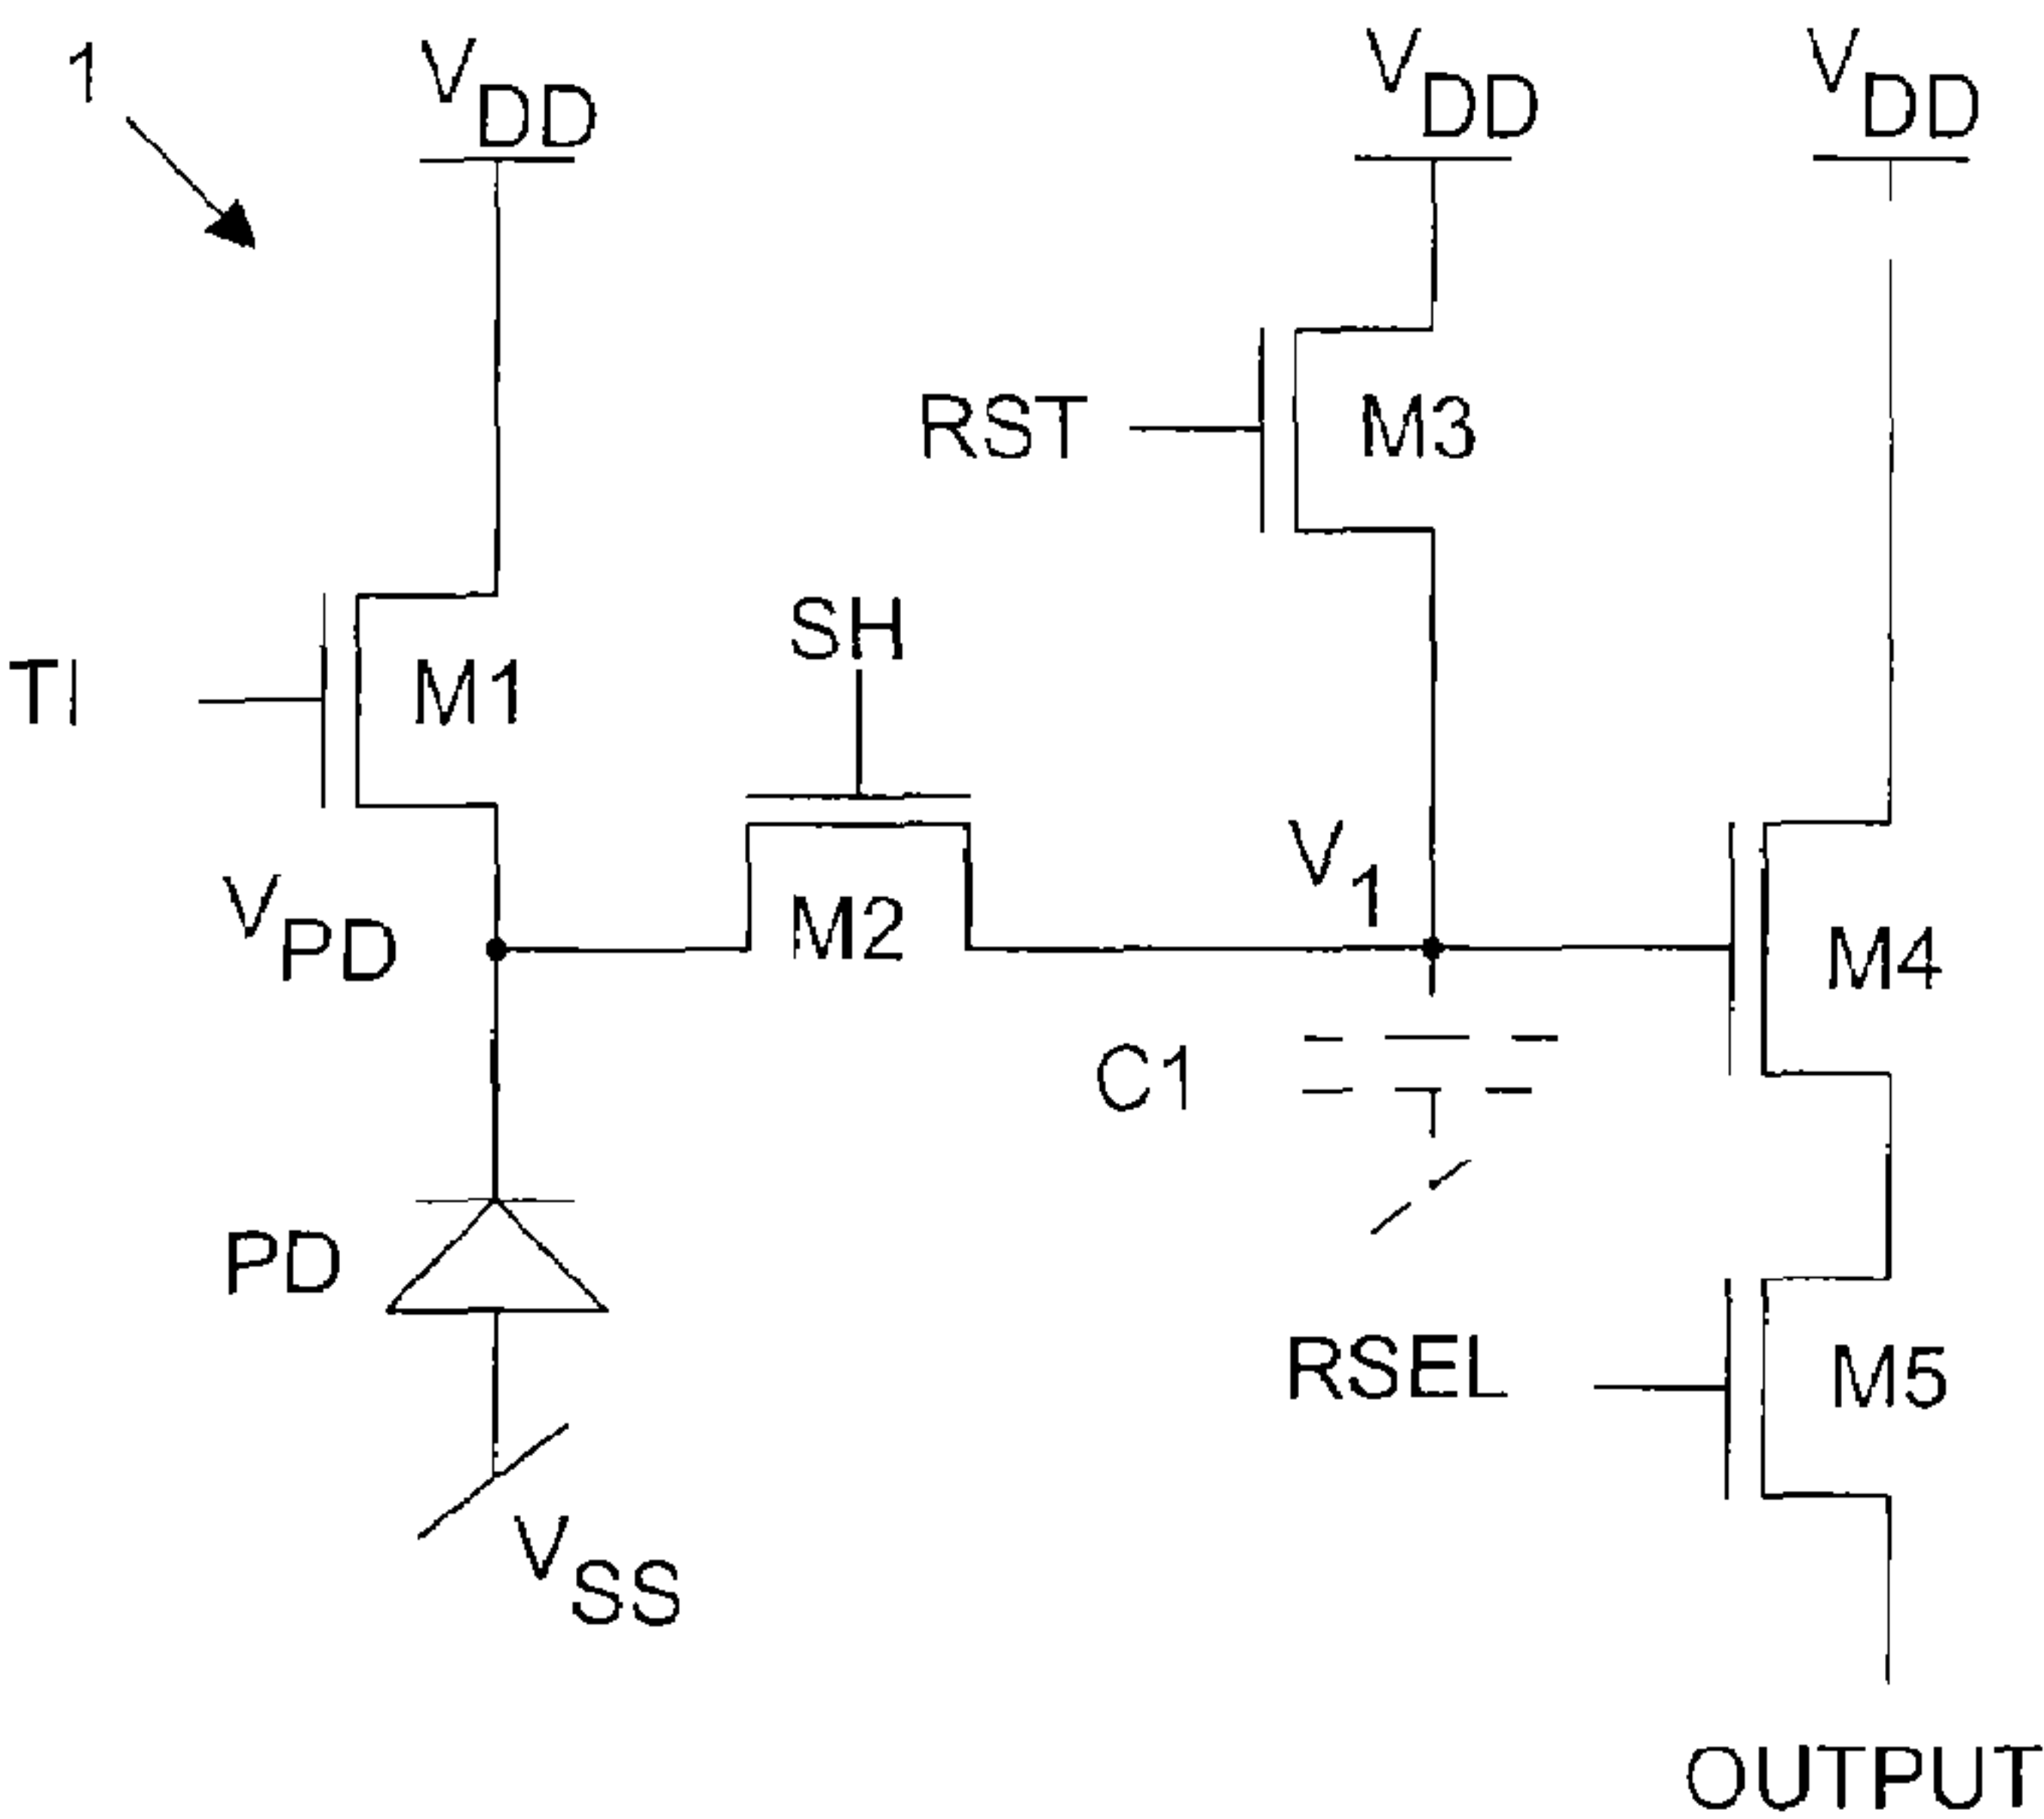 1
VDD
VDD
VDD
RST
M3
SH
TI
M1
V1
VPD
M2
M4
C1
PD
RSEL
M5
VSS
OUTPUT